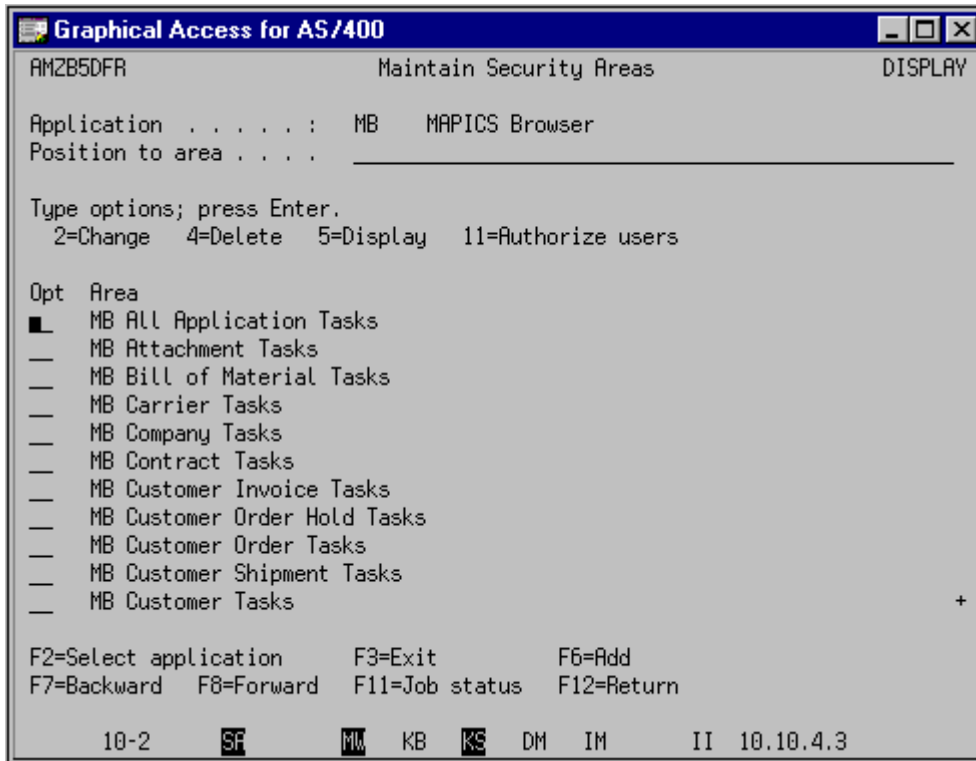 Graphical Access for AS/400
AMZB5DFR Maintain Security Areas DISPLAY
Application . . . . . : MB MAPICS Browser
Position to area . . . .
Type options; press Enter.
2=Change 4=Delete 5=Display 11=Authorize users
Opt Area
MB All Application Tasks
MB Attachment Tasks
MB Bill of Material Tasks
MB Carrier Tasks
MB Company Tasks
MB Contract Tasks
MB Customer Invoice Tasks
MB Customer Order Hold Tasks
MB Customer Order Tasks
MB Customer Shipment Tasks
MB Customer Tasks +
F2=Select application F3=Exit F6=Add
F7=Backward F8=Forward F11=Job status F12=Return
10-2 SA MW KB KS DM IM II 10.10.4.3